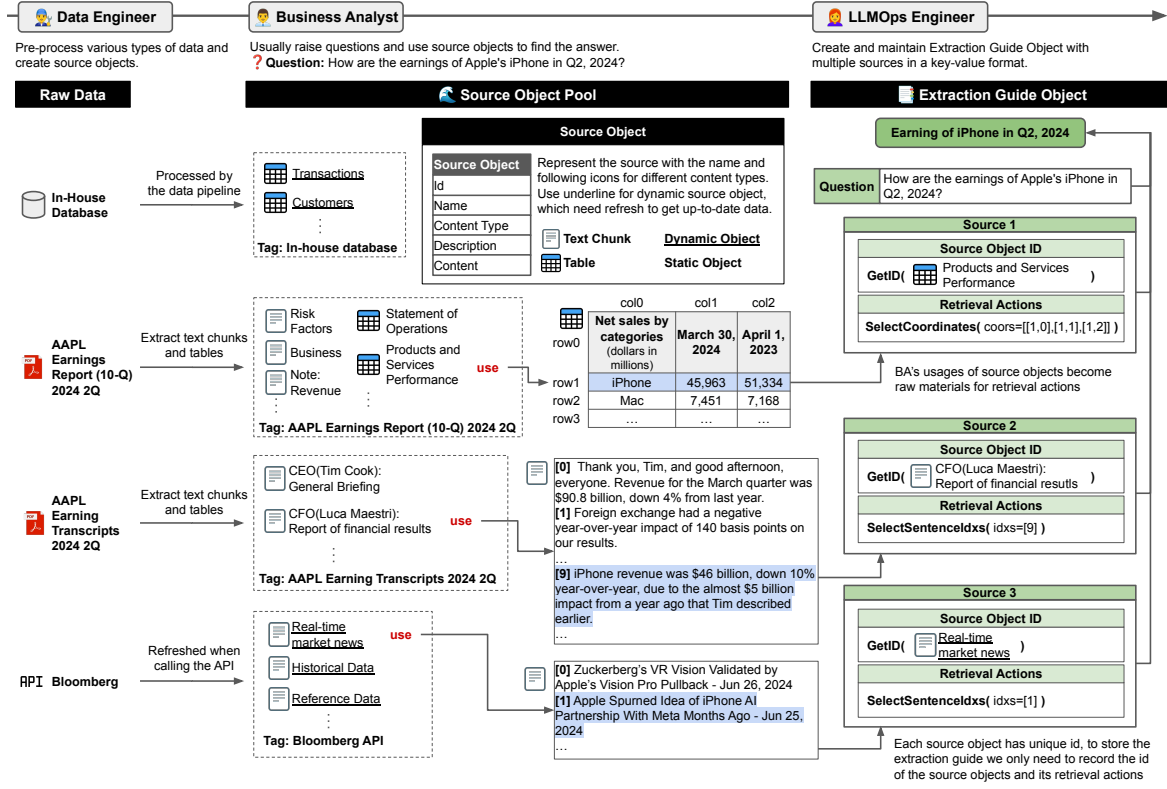 Data Engineer
Pre-process various types of data and
create source objects.
Business Analyst
Usually raise questions and use source objects to find the answer.
❓Question: How are the earnings of Apple's iPhone in Q2, 2024?
LLMOps Engineer
Create and maintain Extraction Guide Object with
multiple sources in a key-value format.
Raw Data
Source Object Pool
Extraction Guide Object
In-House
Database
Processed by
the data pipeline
Transactions
Customers
⋮
Tag: In-house database
Source Object
Source Object
Id
Name
Content Type
Description
Content
Represent the source with the name and
following icons for different content types.
Use underline for dynamic source object,
which need refresh to get up-to-date data.
Text Chunk
Dynamic Object
Table
Static Object
PDF
AAPL
Earnings
Report (10-Q)
2024 2Q
Extract text chunks
and tables
Risk
Factors
Business
Note:
Revenue
⋮
Statement of
Operations
Products and
Services
Performance
⋮
use
Tag: AAPL Earnings Report (10-Q) 2024 2Q
col0 col1 col2
row0
Net sales by
categories
(dollars in
millions)
March 30,
2024
April 1,
2023
row1 iPhone 45,963 51,334
row2 Mac 7,451 7,168
row3 … … …
PDF
AAPL
Earning
Transcripts
2024 2Q
Extract text chunks
and tables
CEO(Tim Cook):
General Briefing
CFO(Luca Maestri):
Report of financial results
⋮
use
Tag: AAPL Earning Transcripts 2024 2Q
[0] Thank you, Tim, and good afternoon,
everyone. Revenue for the March quarter was
$90.8 billion, down 4% from last year.
[1] Foreign exchange had a negative
year-over-year impact of 140 basis points on
our results.
…
[9] iPhone revenue was $46 billion, down 10%
year-over-year, due to the almost $5 billion
impact from a year ago that Tim described
earlier.
…
API Bloomberg
Refreshed when
calling the API
Real-time
market news
Historical Data
Reference Data
⋮
use
Tag: Bloomberg API
[0] Zuckerberg's VR Vision Validated by
Apple's Vision Pro Pullback - Jun 26, 2024
[1] Apple Spurned Idea of iPhone AI
Partnership With Meta Months Ago - Jun 25,
2024
…
Earning of iPhone in Q2, 2024
Question
How are the earnings of Apple's iPhone in
Q2, 2024?
Source 1
Source Object ID
GetID( Products and Services
Performance )
Retrieval Actions
SelectCoordinates( coors=[[1,0],[1,1],[1,2]] )
BA's usages of source objects become
raw materials for retrieval actions
Source 2
Source Object ID
GetID( CFO(Luca Maestri):
Report of financial resutls )
Retrieval Actions
SelectSentenceIdxs( idxs=[9] )
Source 3
Source Object ID
GetID( Real-time
market news )
Retrieval Actions
SelectSentenceIdxs( idxs=[1] )
Each source object has unique id, to store the
extraction guide we only need to record the id
of the source objects and its retrieval actions